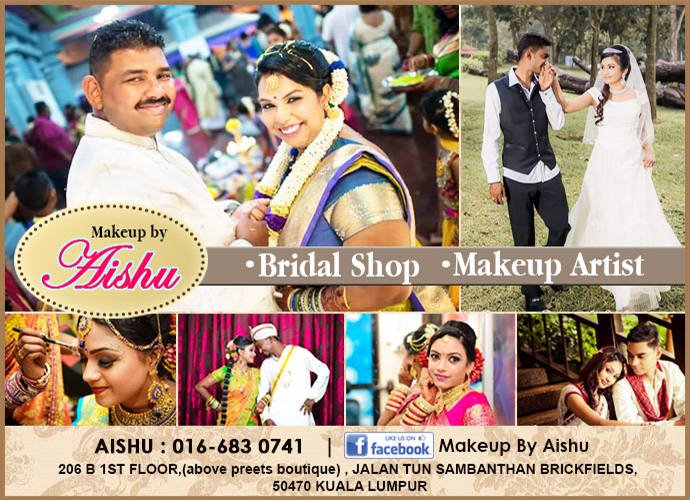 Makeup by
Aishu
•Bridal Shop •Makeup Artist
AISHU : 016-683 0741 | f LIKE US ON facebook Makeup By Aishu
206 B 1ST FLOOR,(above preets boutique) , JALAN TUN SAMBANTHAN BRICKFIELDS,
50470 KUALA LUMPUR